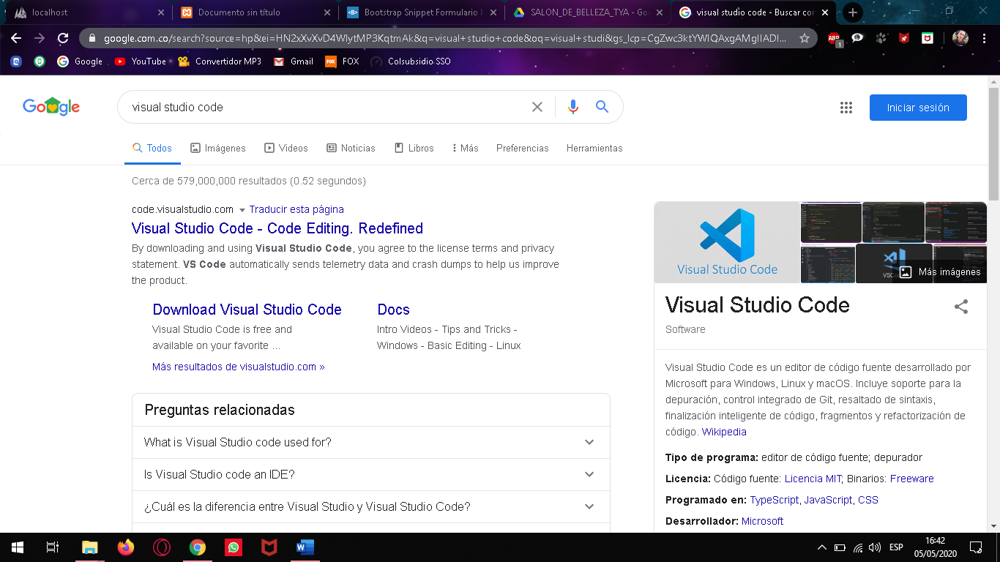 localhost
Documento sin título
Bootstrap Snippet Formulario
SALON_DE_BELLEZA_TYA - Go
visual studio code - Buscar con
google.com.co/search?source=hp&ei=HN2xXvXvD4WlytMP3KqtmAk&q=visual+studio+code&oq=visual+studi&gs_lcp=CgZwc3ktYWIQAxgAMgIIADI...
ABP
1
Google
YouTube
Convertidor MP3
Gmail
FOX
FOX
Colsubsidio SSO
Google
visual studio code
Iniciar sesión
Todos
Imágenes
Videos
Noticias
Libros
Más
Preferencias
Herramientas
Cerca de 579,000,000 resultados (0.52 segundos)
code.visualstudio.com Traducir esta página
Visual Studio Code - Code Editing. Redefined
By downloading and using Visual Studio Code, you agree to the license terms and privacy
statement. VS Code automatically sends telemetry data and crash dumps to help us improve
the product.
Download Visual Studio Code
Visual Studio Code is free and
available on your favorite ...
Docs
Intro Videos - Tips and Tricks -
Windows - Basic Editing - Linux
Más resultados de visualstudio.com »
Preguntas relacionadas
What is Visual Studio code used for?
Is Visual Studio code an IDE?
¿Cuál es la diferencia entre Visual Studio y Visual Studio Code?
Visual Studio Code
VSC
Más imágenes
Visual Studio Code
Software
Visual Studio Code es un editor de código fuente desarrollado por
Microsoft para Windows, Linux y macOS. Incluye soporte para la
depuración, control integrado de Git, resaltado de sintaxis,
finalización inteligente de código, fragmentos y refactorización de
código. Wikipedia
Tipo de programa: editor de código fuente; depurador
Licencia: Código fuente: Licencia MIT; Binarios: Freeware
Programado en: TypeScript, JavaScript, CSS
Desarrollador: Microsoft
ESP
16:42
05/05/2020